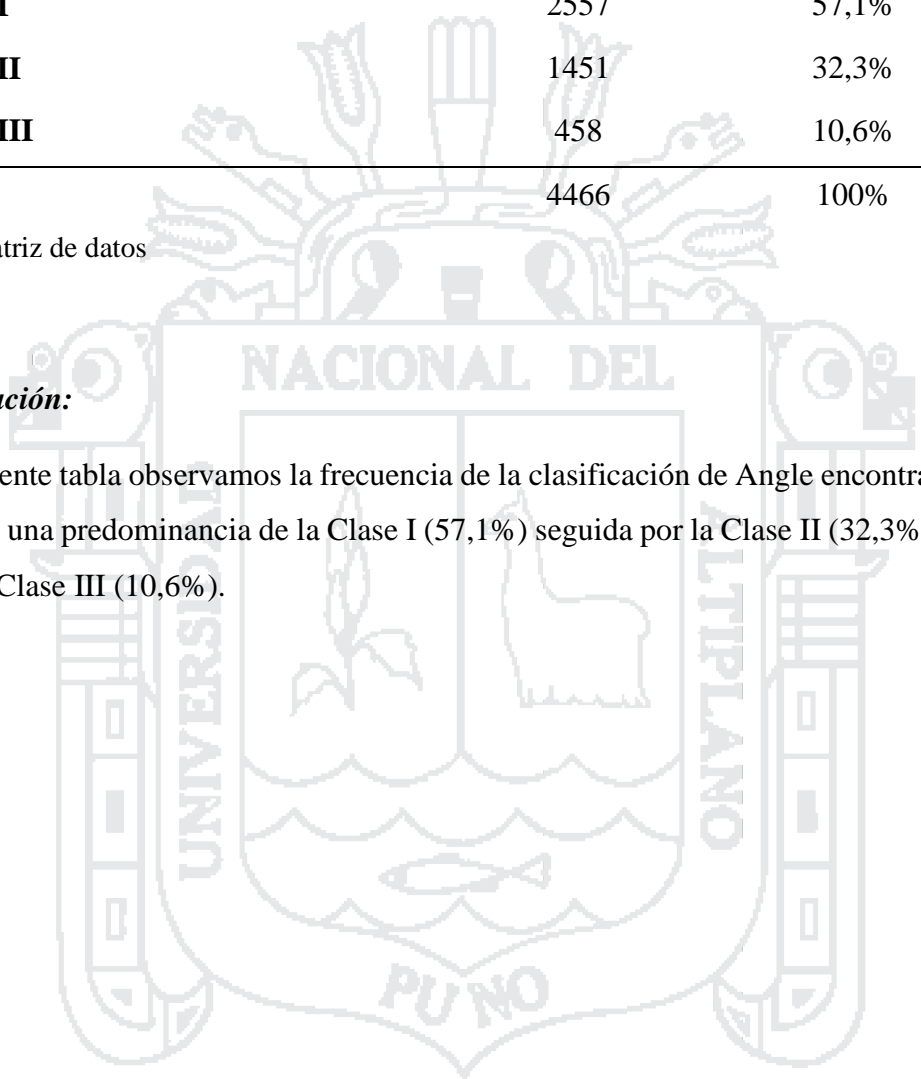 I 2557 57,1%
II 1451 32,3%
III 458 10,6%
4466 100%
atriz de datos
NACIONAL DEL
ación:
ente tabla observamos la frecuencia de la clasificación de Angle encontra
una predominancia de la Clase I (57,1%) seguida por la Clase II (32,3%
Clase III (10,6%).
UNIVERSIDAD
ALTIPLANO
PUNO